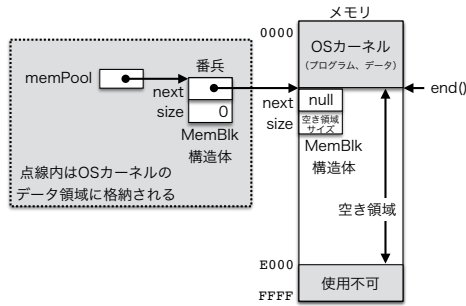 メモリ
0000
OSカーネル
(プログラム、データ)
番兵
memPool
next
size
0
MemBlk
構造体
点線内はOSカーネルの
データ領域に格納される
end()
next
null
size
空き領域
サイズ
MemBlk
構造体
空き領域
E000
使用不可
FFFF